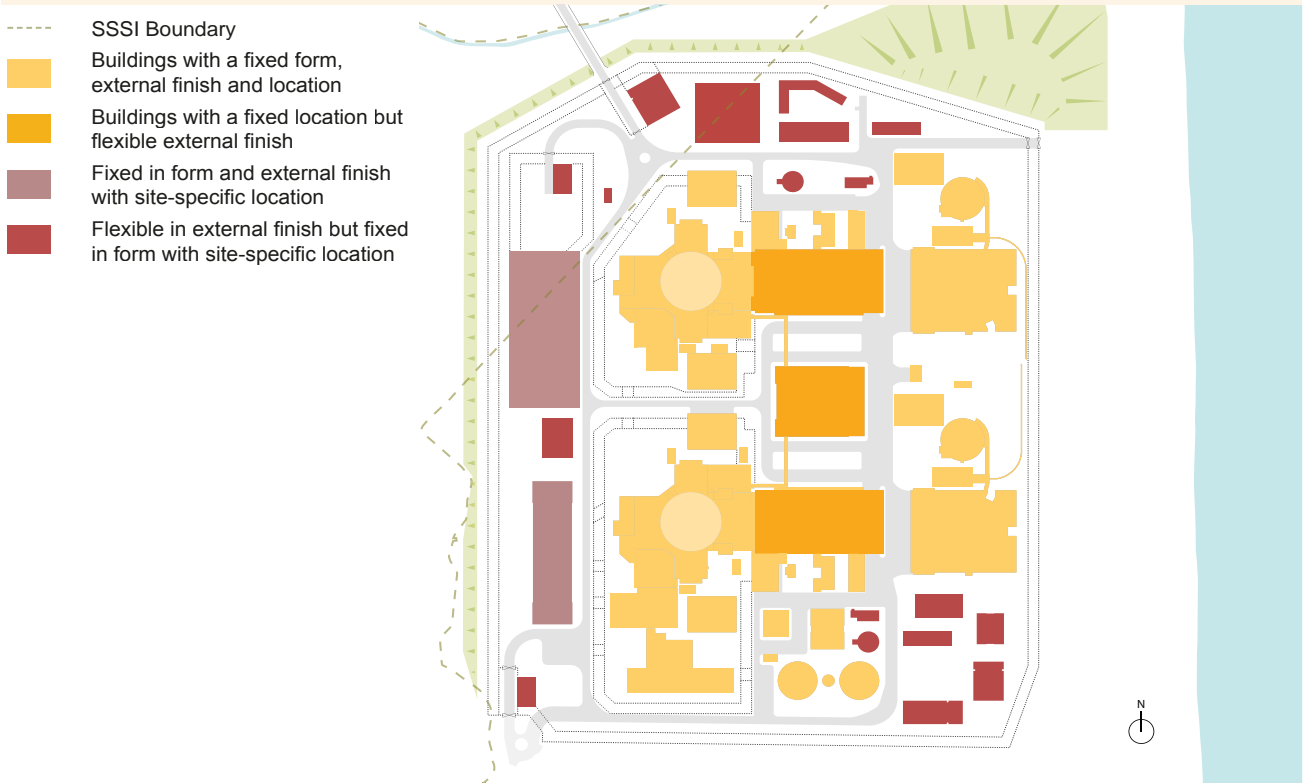 SSSI Boundary
Buildings with a fixed form,
external finish and location
Buildings with a fixed location but
flexible external finish
Fixed in form and external finish
with site-specific location
Flexible in external finish but fixed
in form with site-specific location
N